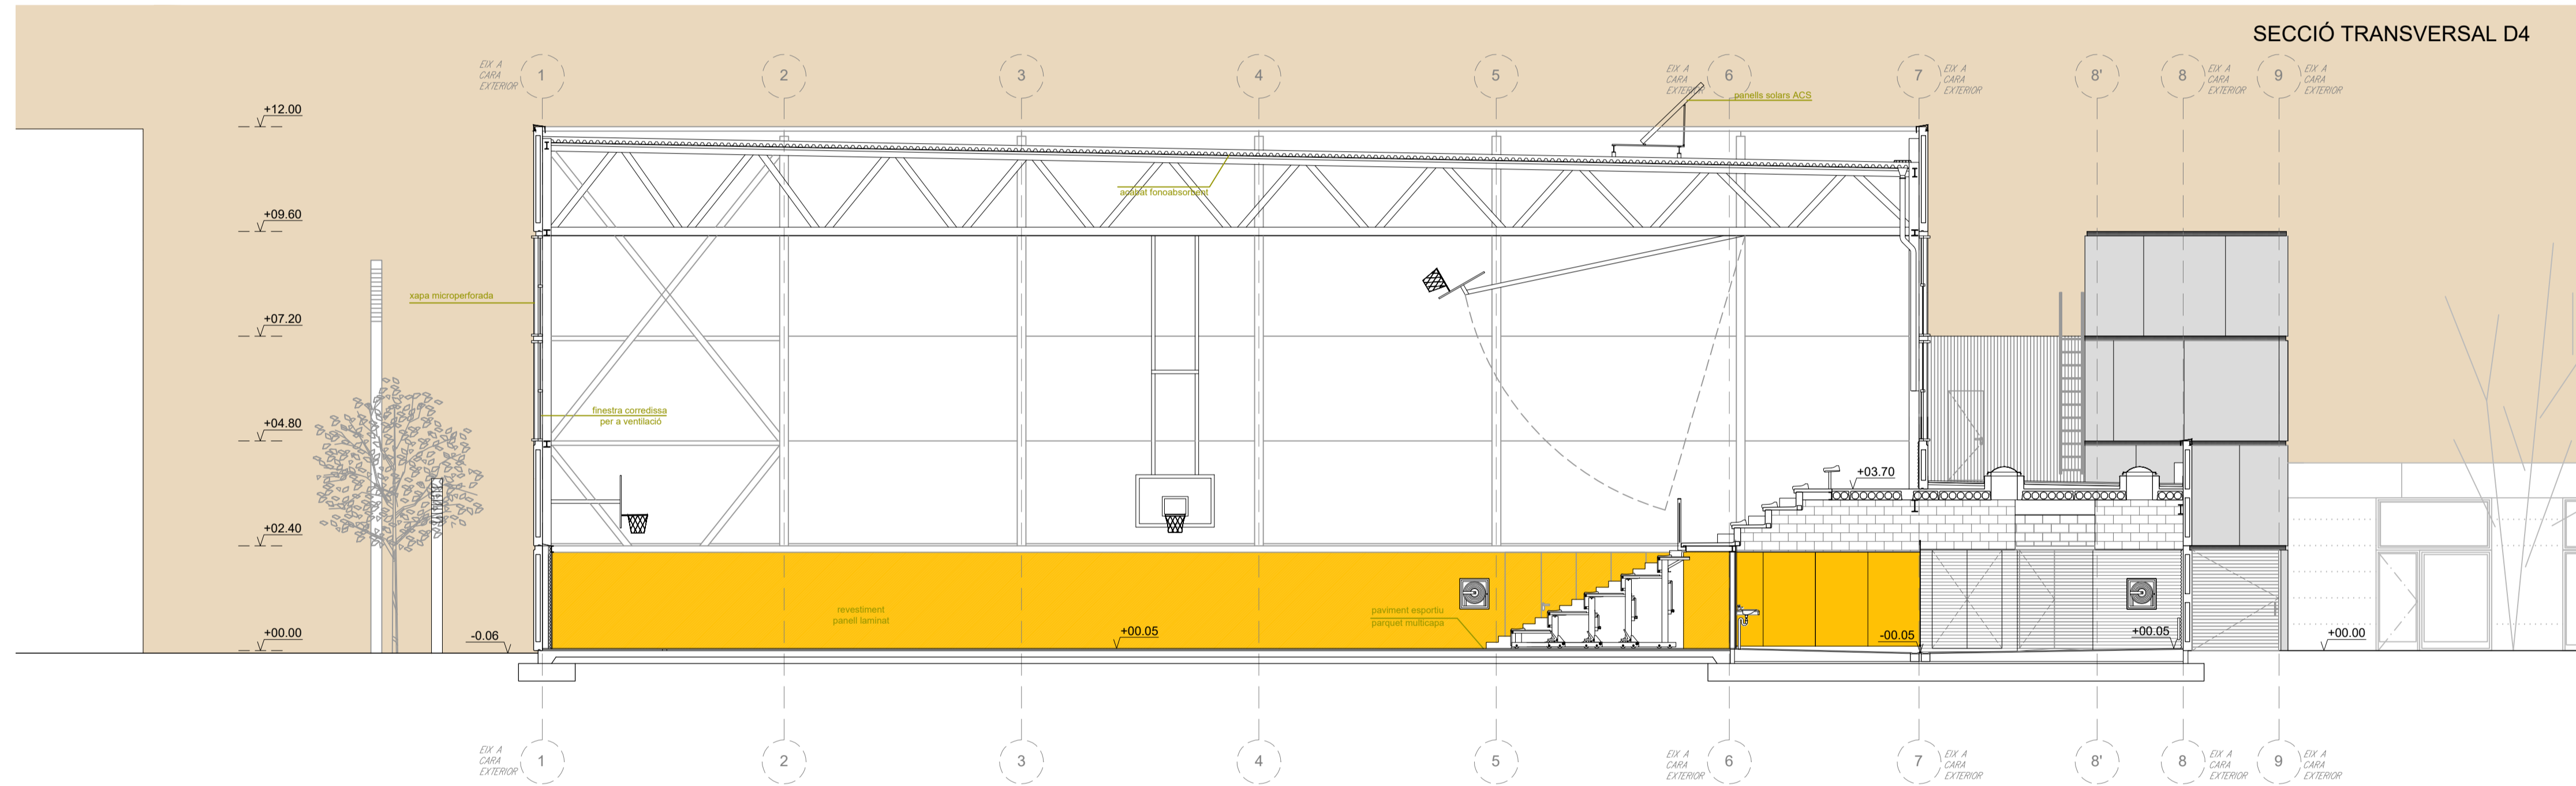 SECCIÓ TRANSVERSAL D4
EIX A
CARA
EXTERIOR
1
2
3
4
5
EIX A
CARA
EXTERIOR
6
7
EIX A
CARA
EXTERIOR
8'
8
EIX A
CARA
EXTERIOR
9
EIX A
CARA
EXTERIOR
panells solars ACS
+12.00
acabat fonoabsorbent
+09.60
xapa microperforada
+07.20
finestra corredissa
per a ventilació
+04.80
+03.70
+02.40
revestiment
panell laminat
paviment esportiu
parquet multicapa
+00.00
-0.06
+00.05
-00.05
+00.05
+00.00
EIX A
CARA
EXTERIOR
1
2
3
4
5
EIX A
CARA
EXTERIOR
6
7
EIX A
CARA
EXTERIOR
8'
8
EIX A
CARA
EXTERIOR
9
EIX A
CARA
EXTERIOR